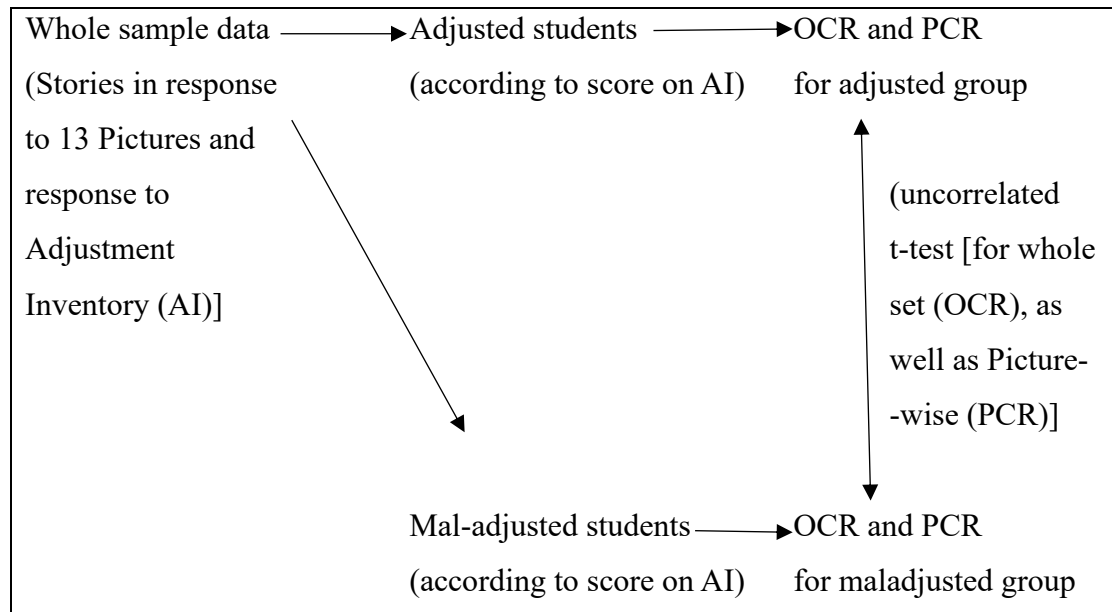 Whole sample data
(Stories in response
to 13 Pictures and
response to
Adjustment
Inventory (AI)]
Adjusted students
(according to score on AI)
OCR and PCR
for adjusted group
(uncorrelated
t-test [for whole
set (OCR), as
well as Picture-
-wise (PCR)]
Mal-adjusted students
(according to score on AI)
OCR and PCR
for maladjusted group